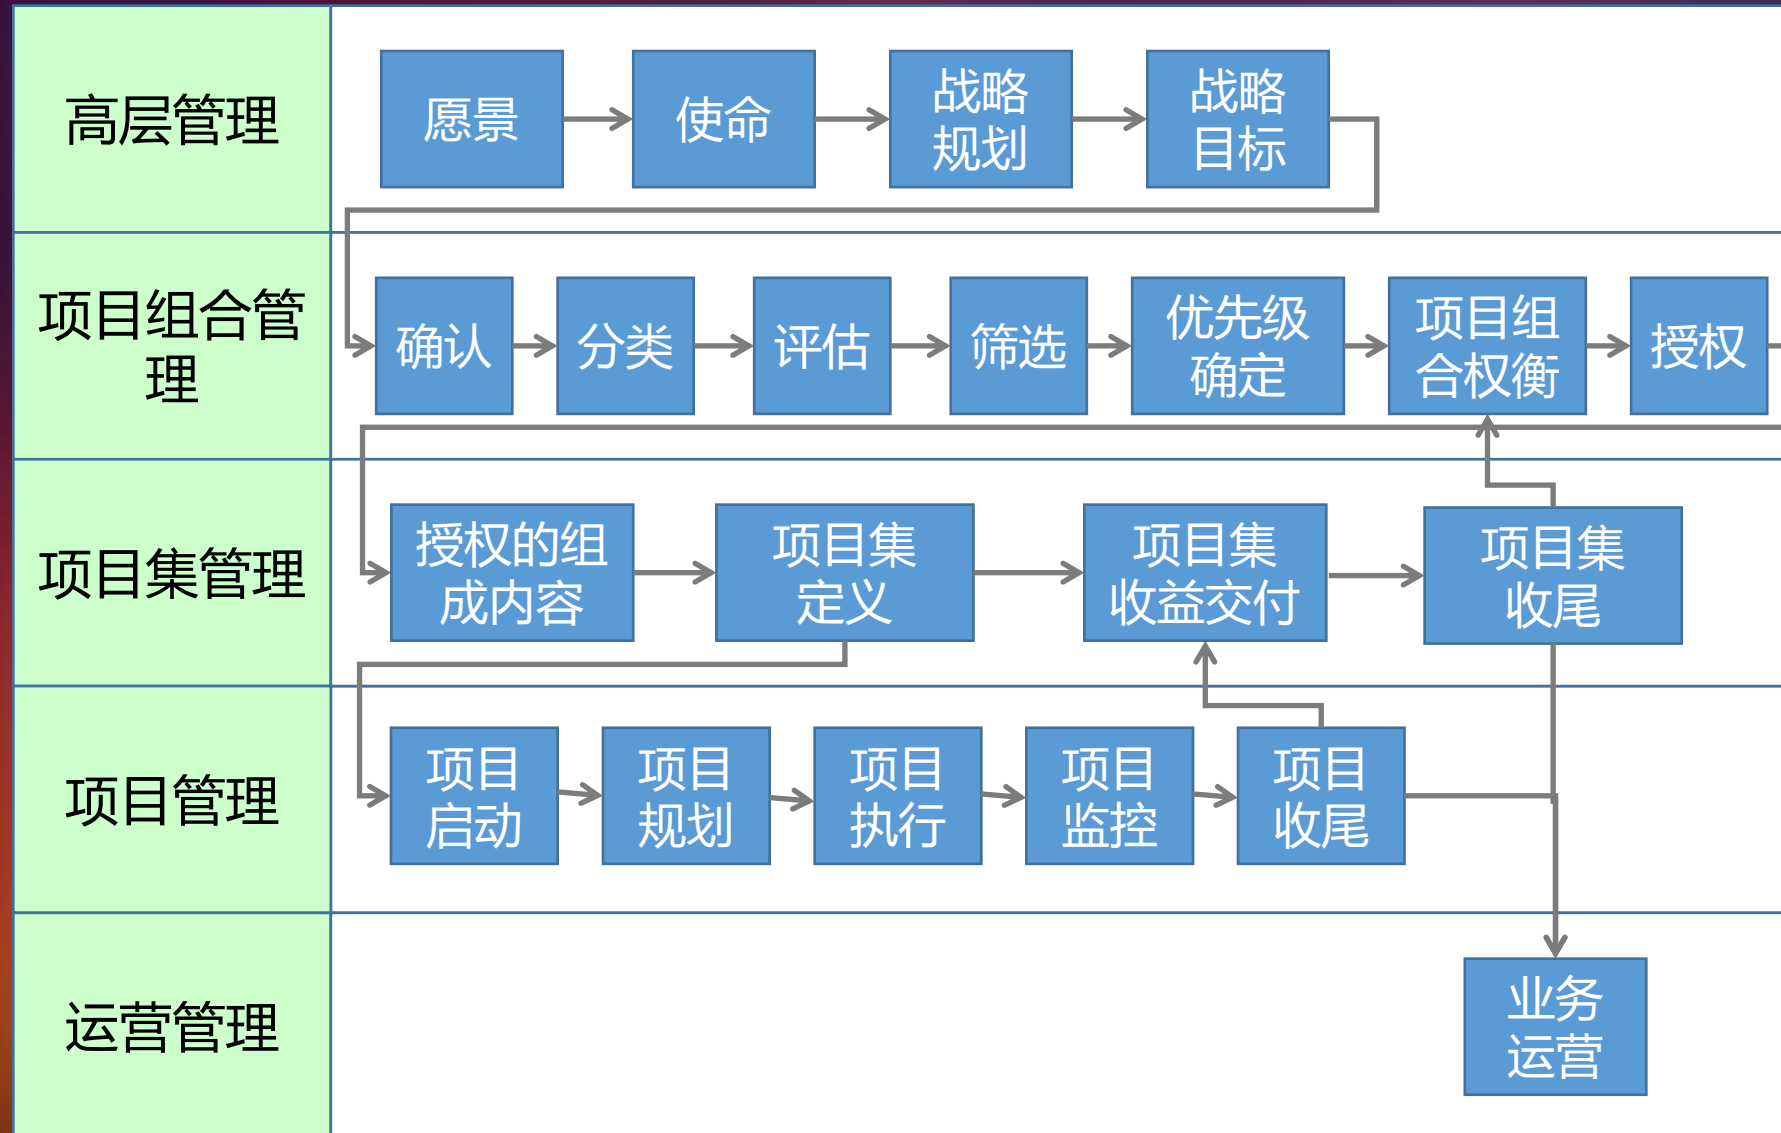 高层管理
愿景
使命
战略
规划
战略
目标
项目组合管
理
确认
分类
评估
筛选
优先级
确定
项目组
合权衡
授权
项目集管理
授权的组
成内容
项目集
定义
项目集
收益交付
项目集
收尾
项目管理
项目
启动
项目
规划
项目
执行
项目
监控
项目
收尾
运营管理
业务
运营